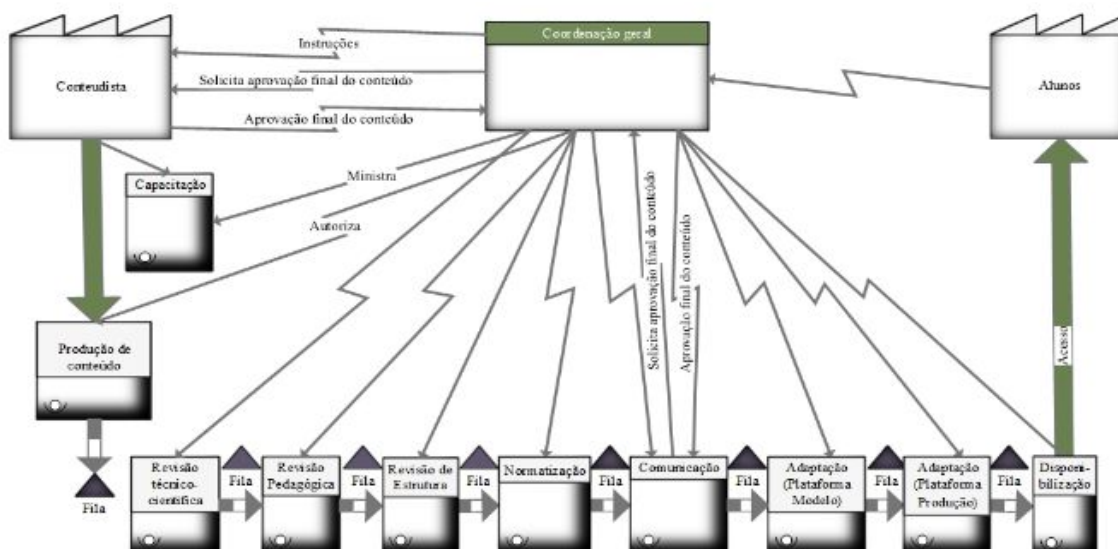 Coordenação geral
Instruções
Conteudista
Solicita aprovação final do conteúdo
Alunos
Aprovação final do conteúdo
Capacitação
Ministra
Autoriza
Solicita aprovação final do conteúdo
Aprovação final do conteúdo
Acesso
Produção de
conteúdo
Fila
Revisão
técnico-
científica
Fila
Revisão
Pedagógica
Fila
Revisão de
Estrutura
Fila
Normatização
Fila
Comunicação
Fila
Adaptação
(Plataforma
Modelo)
Fila
Adaptação
(Plataforma
Produção)
Fila
Disponi-
bilização